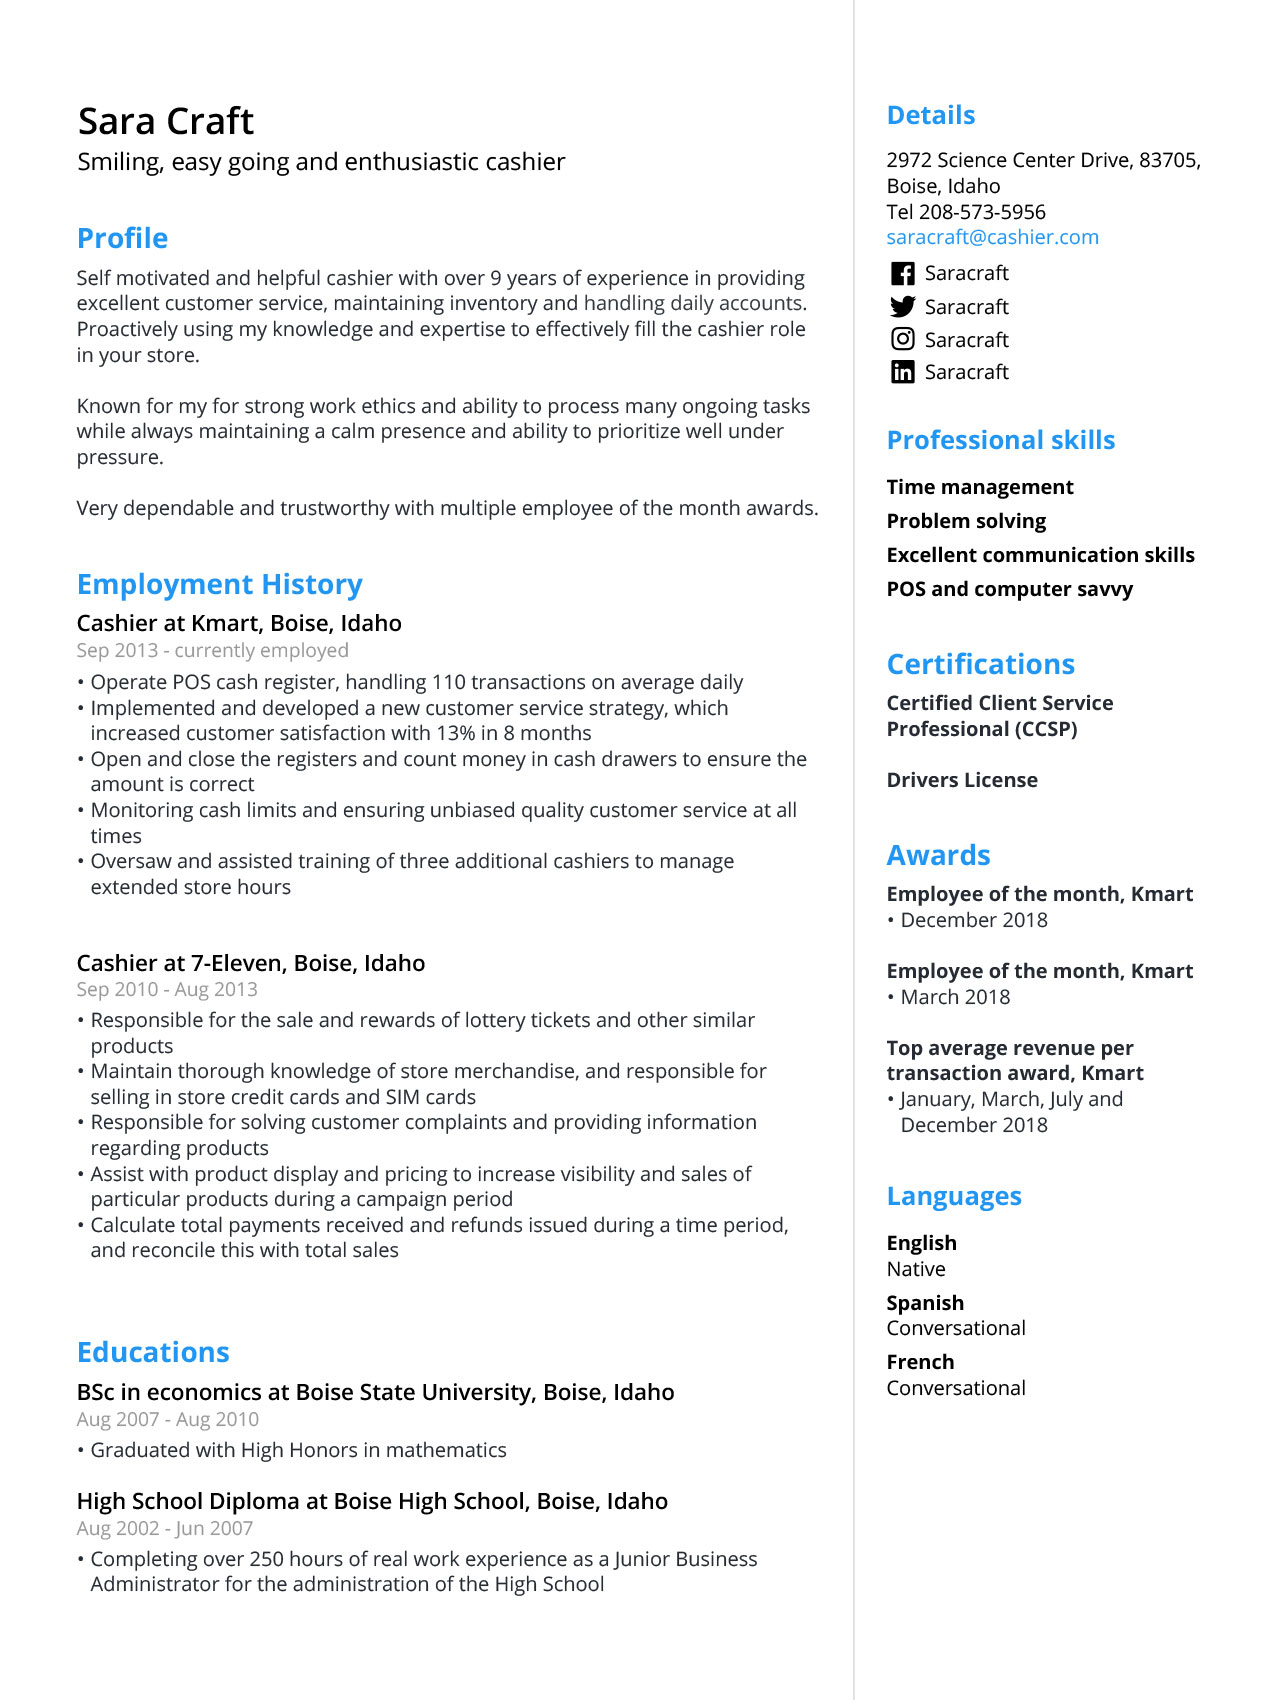 Sara Craft
Smiling, easy going and enthusiastic cashier
Profile
Self motivated and helpful cashier with over 9 years of experience in providing
excellent customer service, maintaining inventory and handling daily accounts.
Proactively using my knowledge and expertise to effectively fill the cashier role
in your store.
Known for my for strong work ethics and ability to process many ongoing tasks
while always maintaining a calm presence and ability to prioritize well under
pressure.
Very dependable and trustworthy with multiple employee of the month awards.
Employment History
Cashier at Kmart, Boise, Idaho
Sep 2013 - currently employed
• Operate POS cash register, handling 110 transactions on average daily
• Implemented and developed a new customer service strategy, which
increased customer satisfaction with 13% in 8 months
• Open and close the registers and count money in cash drawers to ensure the
amount is correct
• Monitoring cash limits and ensuring unbiased quality customer service at all
times
• Oversaw and assisted training of three additional cashiers to manage
extended store hours
Cashier at 7-Eleven, Boise, Idaho
Sep 2010 - Aug 2013
• Responsible for the sale and rewards of lottery tickets and other similar
products
• Maintain thorough knowledge of store merchandise, and responsible for
selling in store credit cards and SIM cards
• Responsible for solving customer complaints and providing information
regarding products
• Assist with product display and pricing to increase visibility and sales of
particular products during a campaign period
• Calculate total payments received and refunds issued during a time period,
and reconcile this with total sales
Educations
BSc in economics at Boise State University, Boise, Idaho
Aug 2007 - Aug 2010
• Graduated with High Honors in mathematics
High School Diploma at Boise High School, Boise, Idaho
Aug 2002 - Jun 2007
• Completing over 250 hours of real work experience as a Junior Business
Administrator for the administration of the High School
Details
2972 Science Center Drive, 83705,
Boise, Idaho
Tel 208-573-5956
saracraft@cashier.com
Saracraft
Saracraft
Saracraft
Saracraft
Professional skills
Time management
Problem solving
Excellent communication skills
POS and computer savvy
Certifications
Certified Client Service
Professional (CCSP)
Drivers License
Awards
Employee of the month, Kmart
• December 2018
Employee of the month, Kmart
• March 2018
Top average revenue per
transaction award, Kmart
• January, March, July and
December 2018
Languages
English
Native
Spanish
Conversational
French
Conversational